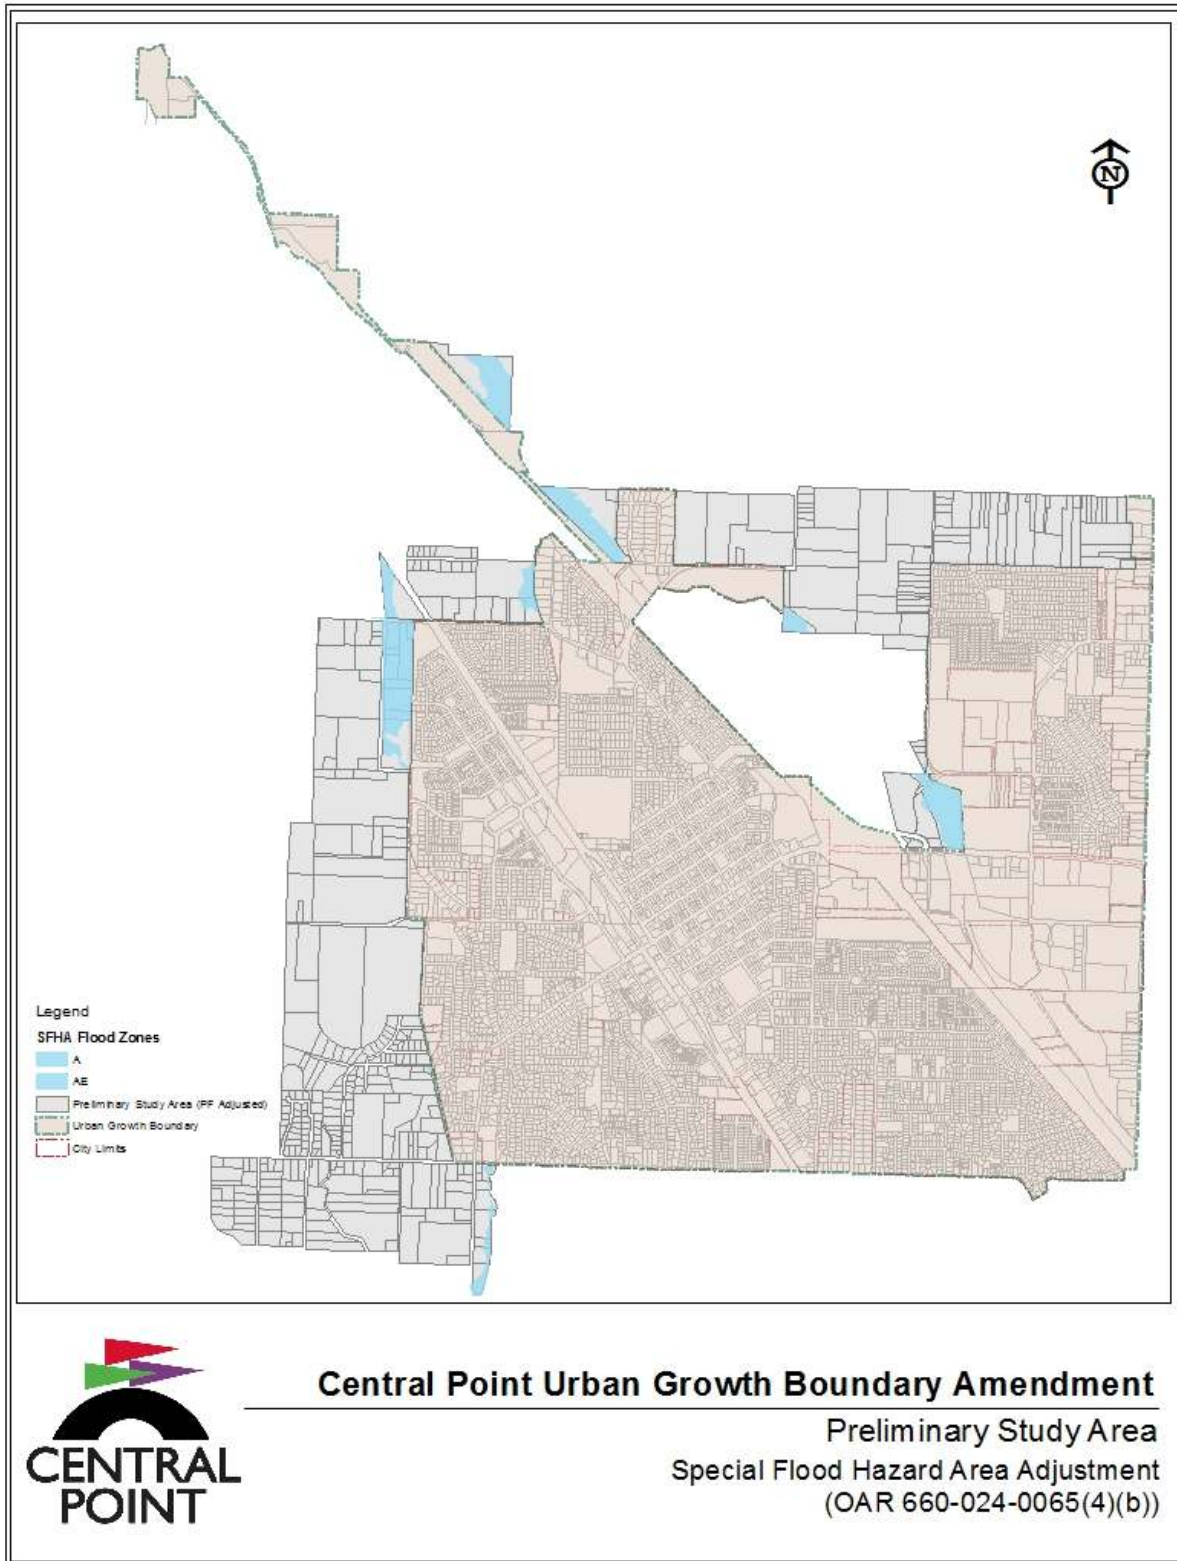 N
Legend
SFHA Flood Zones
A
AE
Preliminary Study Area (PF Adjusted)
Urban Growth Boundary
City Limits
CENTRAL
POINT
Central Point Urban Growth Boundary Amendment
Preliminary Study Area
Special Flood Hazard Area Adjustment
(OAR 660-024-0065(4)(b))